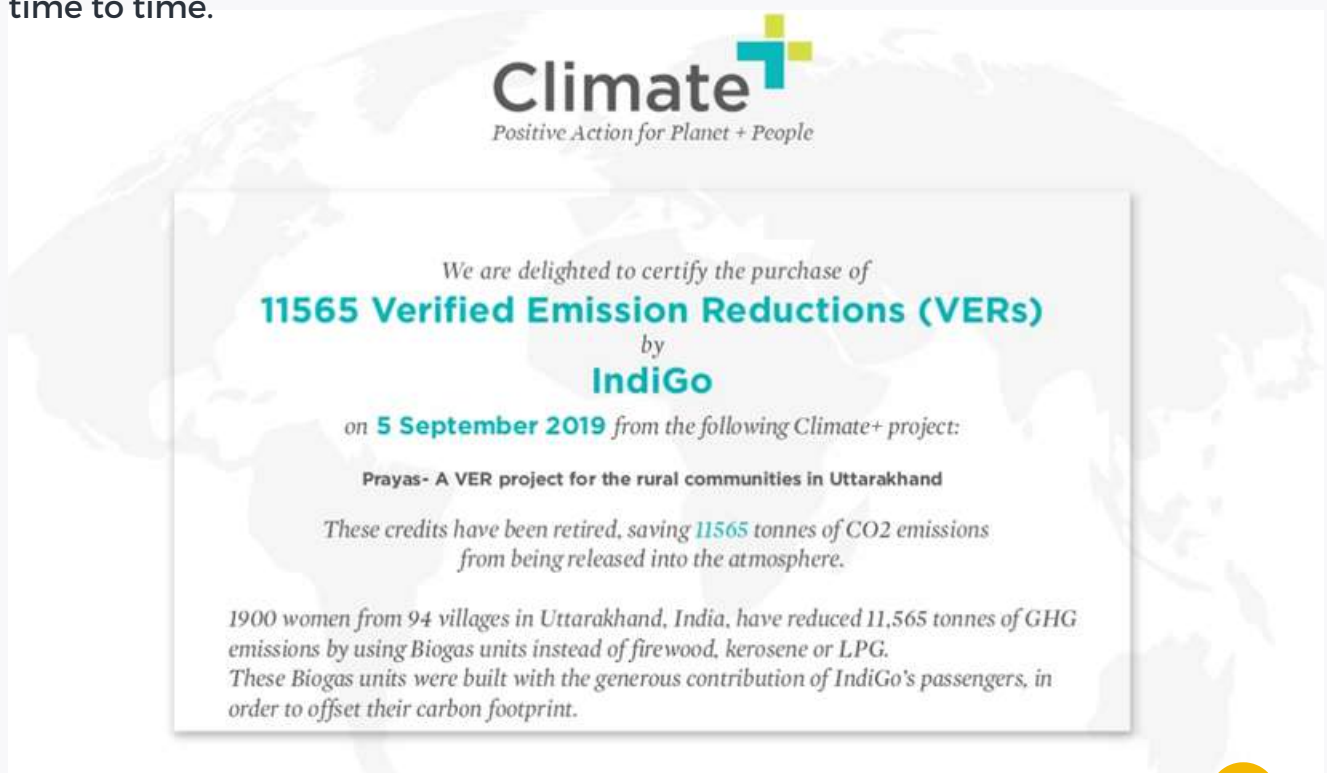 time to time.
Climate
Positive Action for Planet + People
We are delighted to certify the purchase of
11565 Verified Emission Reductions (VERs)
by
IndiGo
on 5 September 2019 from the following Climate+ project:
Prayas- A VER project for the rural communities in Uttarakhand
These credits have been retired, saving 11565 tonnes of CO2 emissions
from being released into the atmosphere.
1900 women from 94 villages in Uttarakhand, India, have reduced 11,565 tonnes of GHG
emissions by using Biogas units instead of firewood, kerosene or LPG.
These Biogas units were built with the generous contribution of IndiGo's passengers, in
order to offset their carbon footprint.